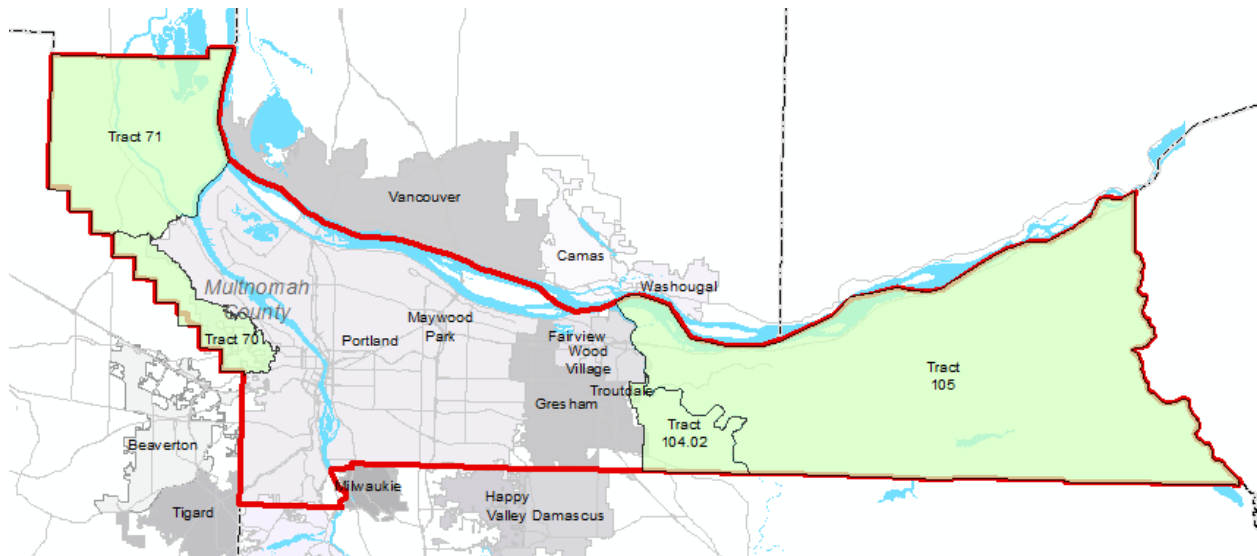 Tract 71
Vancouver
Camas
Washougal
Multnomah
County
Maywood
Park
Portland
Tract 70
Fairview
Wood
Village
Troutdale
Gresham
Tract
105
Tract
104.02
Beaverton
Milwaukie
Tigard
Happy
Valley
Damascus